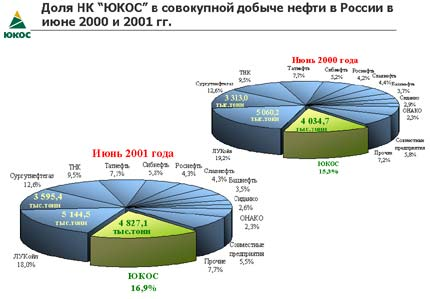 Доля НК "ЮКОС" в совокупной добыче нефти в России в
июне 2000 и 2001 гг.
ЮКОС
Июнь 2000 года
Сургутнефтегаз
12,6%
ТНК
9,5%
Татнефть
7,7%
Сибнефть
5,2%
Роснефть
4,2%
Славнефть
4,4%
Башнефть
3,7%
Сиданко
2,9%
ОНАКО
2,3%
Совместные
предприятия
5,8%
Прочие
7,2%
ЮКОС
15,3%
ЛУКойл
19,2%
3 313,0
тыс.тонн
5 060,2
тыс.тонн
4 034,7
тыс.тонн
Июнь 2001 года
Сургутнефтегаз
12,6%
ТНК
9,5%
Татнефть
7,1%
Сибнефть
5,8%
Роснефть
4,3%
Славнефть
4,3%
Башнефть
3,5%
Сиданко
2,6%
ОНАКО
2,3%
Совместные
предприятия
5,5%
Прочие
7,7%
ЮКОС
16,9%
ЛУКойл
18,0%
3 595,4
тыс.тонн
5 144,5
тыс.тонн
4 827,1
тыс.тонн